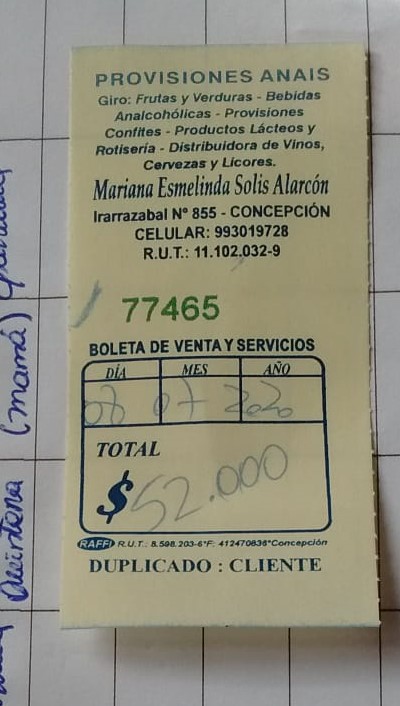 PROVISIONES ANAIS
Giro: Frutas y Verduras - Bebidas
Analcohólicas - Provisiones
Confites - Productos Lácteos y
Rotisería - Distribuidora de Vinos,
Cervezas y Licores.
Mariana Esmelinda Solis Alarcón
Irarrazabal N° 855 - CONCEPCIÓN
CELULAR: 993019728
R.U.T.: 11.102.032-9
77465
BOLETA DE VENTA Y SERVICIOS
DÍA MES AÑO
08 07 2020
TOTAL
$ 52.000
RAFFI R.U.T.: 8.598.203-6*F: 412470836*Concepción
DUPLICADO : CLIENTE
Quintana (mamá)